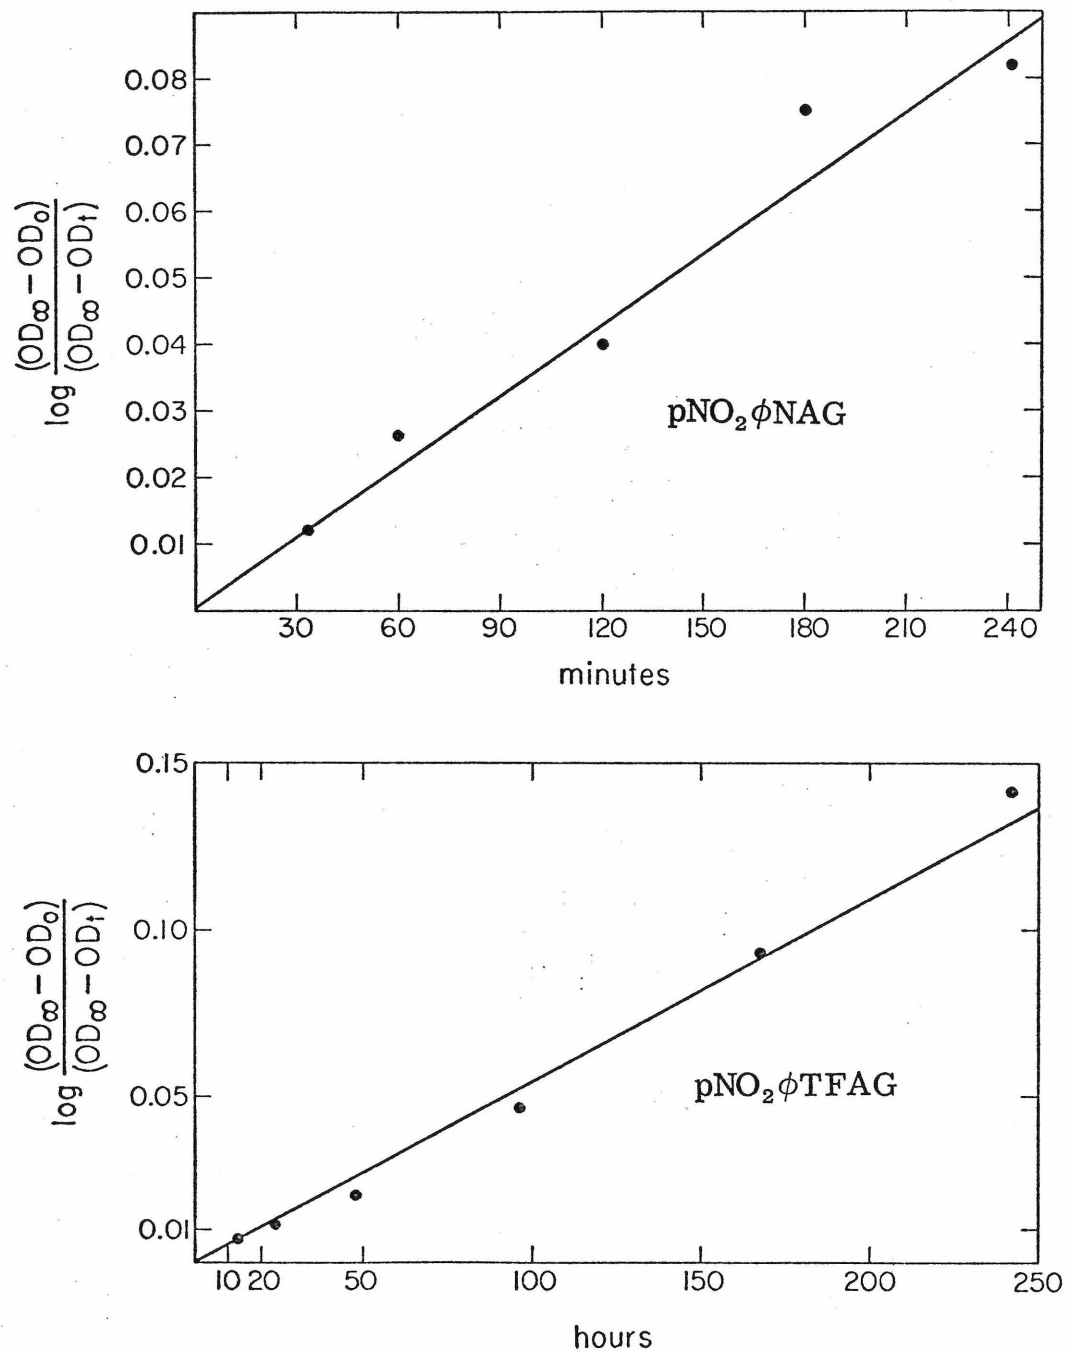 0.08
0.07
0.06
0.05
0.04
0.03
0.02
0.01
log (OD∞ − OD₀)
(OD∞ − ODₜ)
pNO₂ϕNAG
30 60 90 120 150 180 210 240
minutes
0.15
0.10
0.05
0.01
log (OD∞ − OD₀)
(OD∞ − ODₜ)
pNO₂ϕTFAG
10 20 50 100 150 200 250
hours